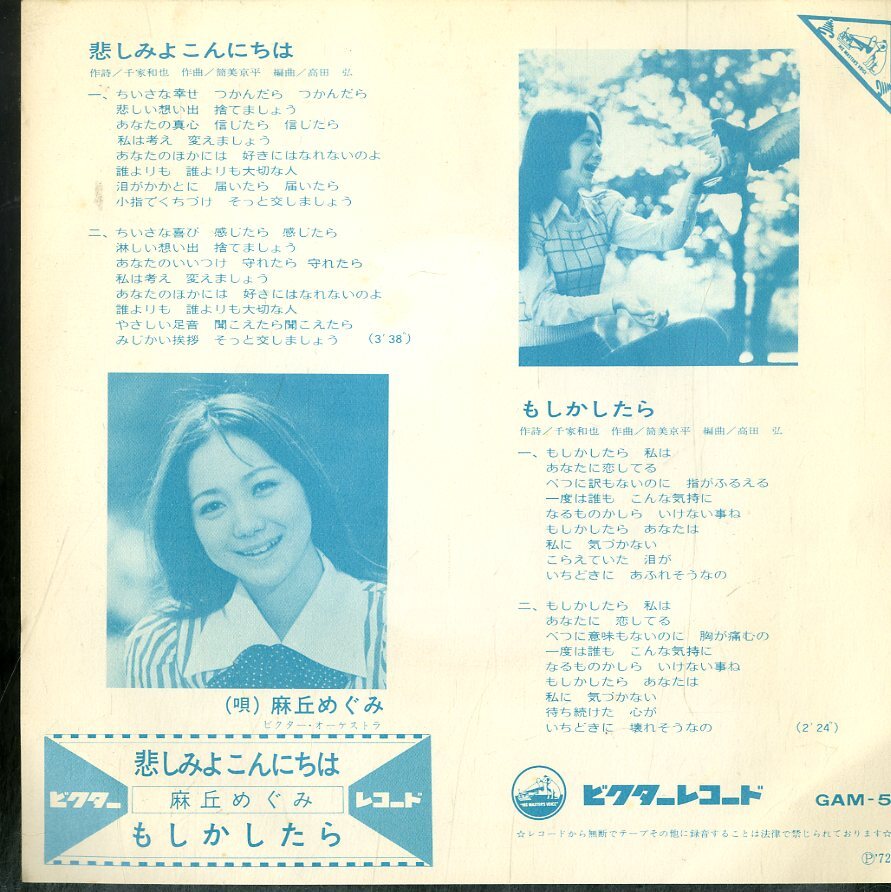 悲しみよこんにちは
作詩／千家和也 作曲／筒美京平 編曲／高田 弘
一、ちいさな幸せ つかんだら つかんだら
悲しい想い出 捨てましょう
あなたの真心 信じたら 信じたら
私は考え 変えましょう
あなたのほかには 好きにはなれないのよ
誰よりも 誰よりも大切な人
泪がかかとに 届いたら 届いたら
小指でくちづけ そっと交しましょう
二、ちいさな喜び 感じたら 感じたら
淋しい想い出 捨てましょう
あなたのいいつけ 守れたら 守れたら
私は考え 変えましょう
あなたのほかには 好きにはなれないのよ
誰よりも 誰よりも大切な人
やさしい足音 聞こえたら聞こえたら
みじかい挨拶 そっと交しましょう (3′38″)
(唄) 麻丘めぐみ
ビクター・オーケストラ
悲しみよこんにちは
ビクター 麻丘めぐみ レコード
もしかしたら
"HIS MASTER'S VOICE"
もしかしたら
作詩／千家和也 作曲／筒美京平 編曲／高田 弘
一、もしかしたら 私は
あなたに恋してる
べつに訳もないのに 指がふるえる
一度は誰も こんな気持に
なるものかしら いけない事ね
もしかしたら あなたは
私に 気づかない
こらえていた 泪が
いちどきに あふれそうなの
二、もしかしたら 私は
あなたに 恋してる
べつに意味もないのに 胸が痛むの
一度は誰も こんな気持に
なるものかしら いけない事ね
もしかしたら あなたは
私に 気づかない
待ち続けた 心が
いちどきに 壊れそうなの (2′24″)
"HIS MASTER'S VOICE"
ビクターレコード GAM-5
☆レコードから無断でテープその他に録音することは法律で禁じられております☆
Ⓟ'72